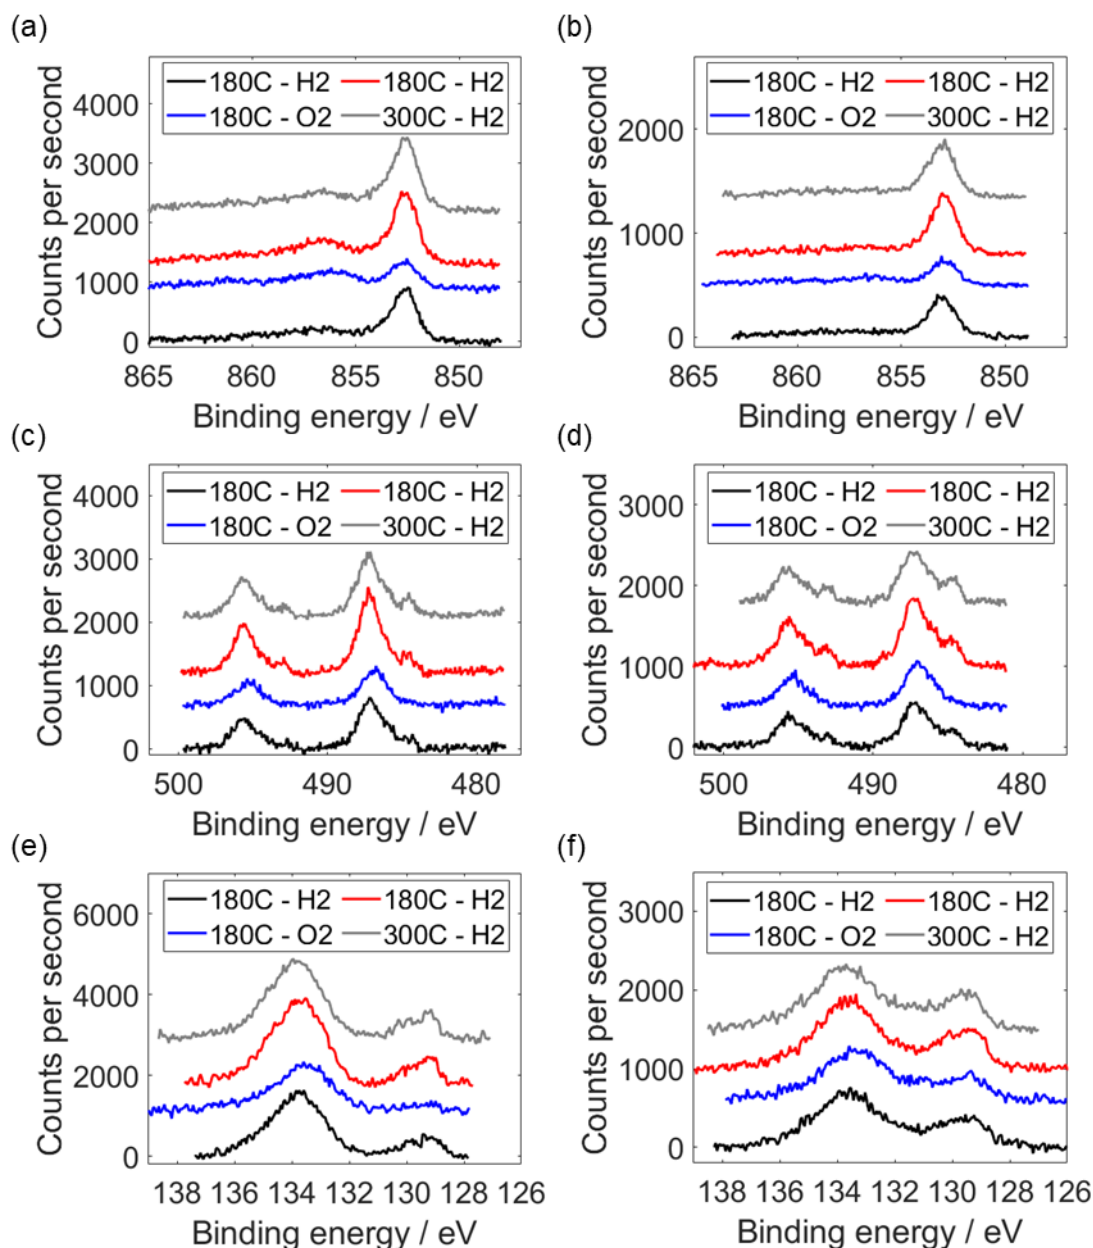 (a)
180C - H2 180C - H2
180C - O2 300C - H2
Counts per second
4000
3000
2000
1000
0
865 860 855 850
Binding energy / eV
(b)
180C - H2 180C - H2
180C - O2 300C - H2
Counts per second
2000
1000
0
865 860 855 850
Binding energy / eV
(c)
180C - H2 180C - H2
180C - O2 300C - H2
Counts per second
4000
3000
2000
1000
0
500 490 480
Binding energy / eV
(d)
180C - H2 180C - H2
180C - O2 300C - H2
Counts per second
3000
2000
1000
0
500 490 480
Binding energy / eV
(e)
180C - H2 180C - H2
180C - O2 300C - H2
Counts per second
6000
4000
2000
0
138 136 134 132 130 128 126
Binding energy / eV
(f)
180C - H2 180C - H2
180C - O2 300C - H2
Counts per second
3000
2000
1000
0
138 136 134 132 130 128 126
Binding energy / eV